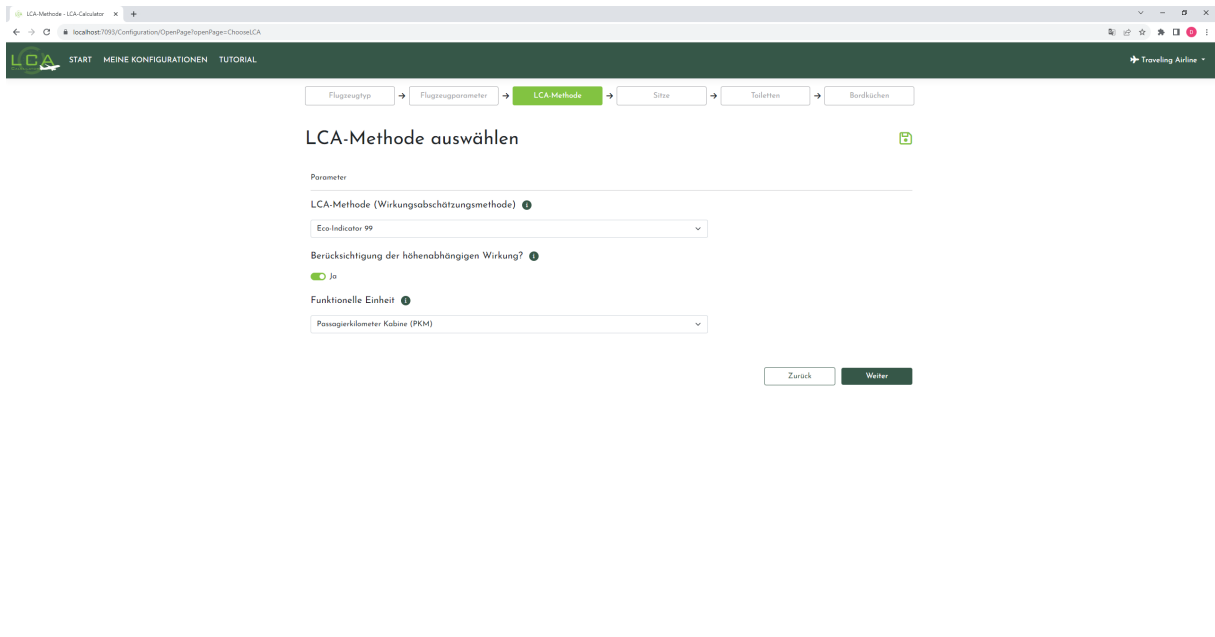 LCA-Methode - LCA-Calculator
localhost:7093/Configuration/OpenPage?openPage=ChooseLCA
LCA START MEINE KONFIGURATIONEN TUTORIAL Traveling Airline
Flugzeugtyp Flugzeugparameter LCA-Methode Sitze Toiletten Bordküchen
LCA-Methode auswählen
Parameter
LCA-Methode (Wirkungsabschätzungsmethode)
Eco-Indicator 99
Berücksichtigung der höhenabhängigen Wirkung?
Ja
Funktionelle Einheit
Passagierkilometer Kabine (PKM)
Zurück Weiter